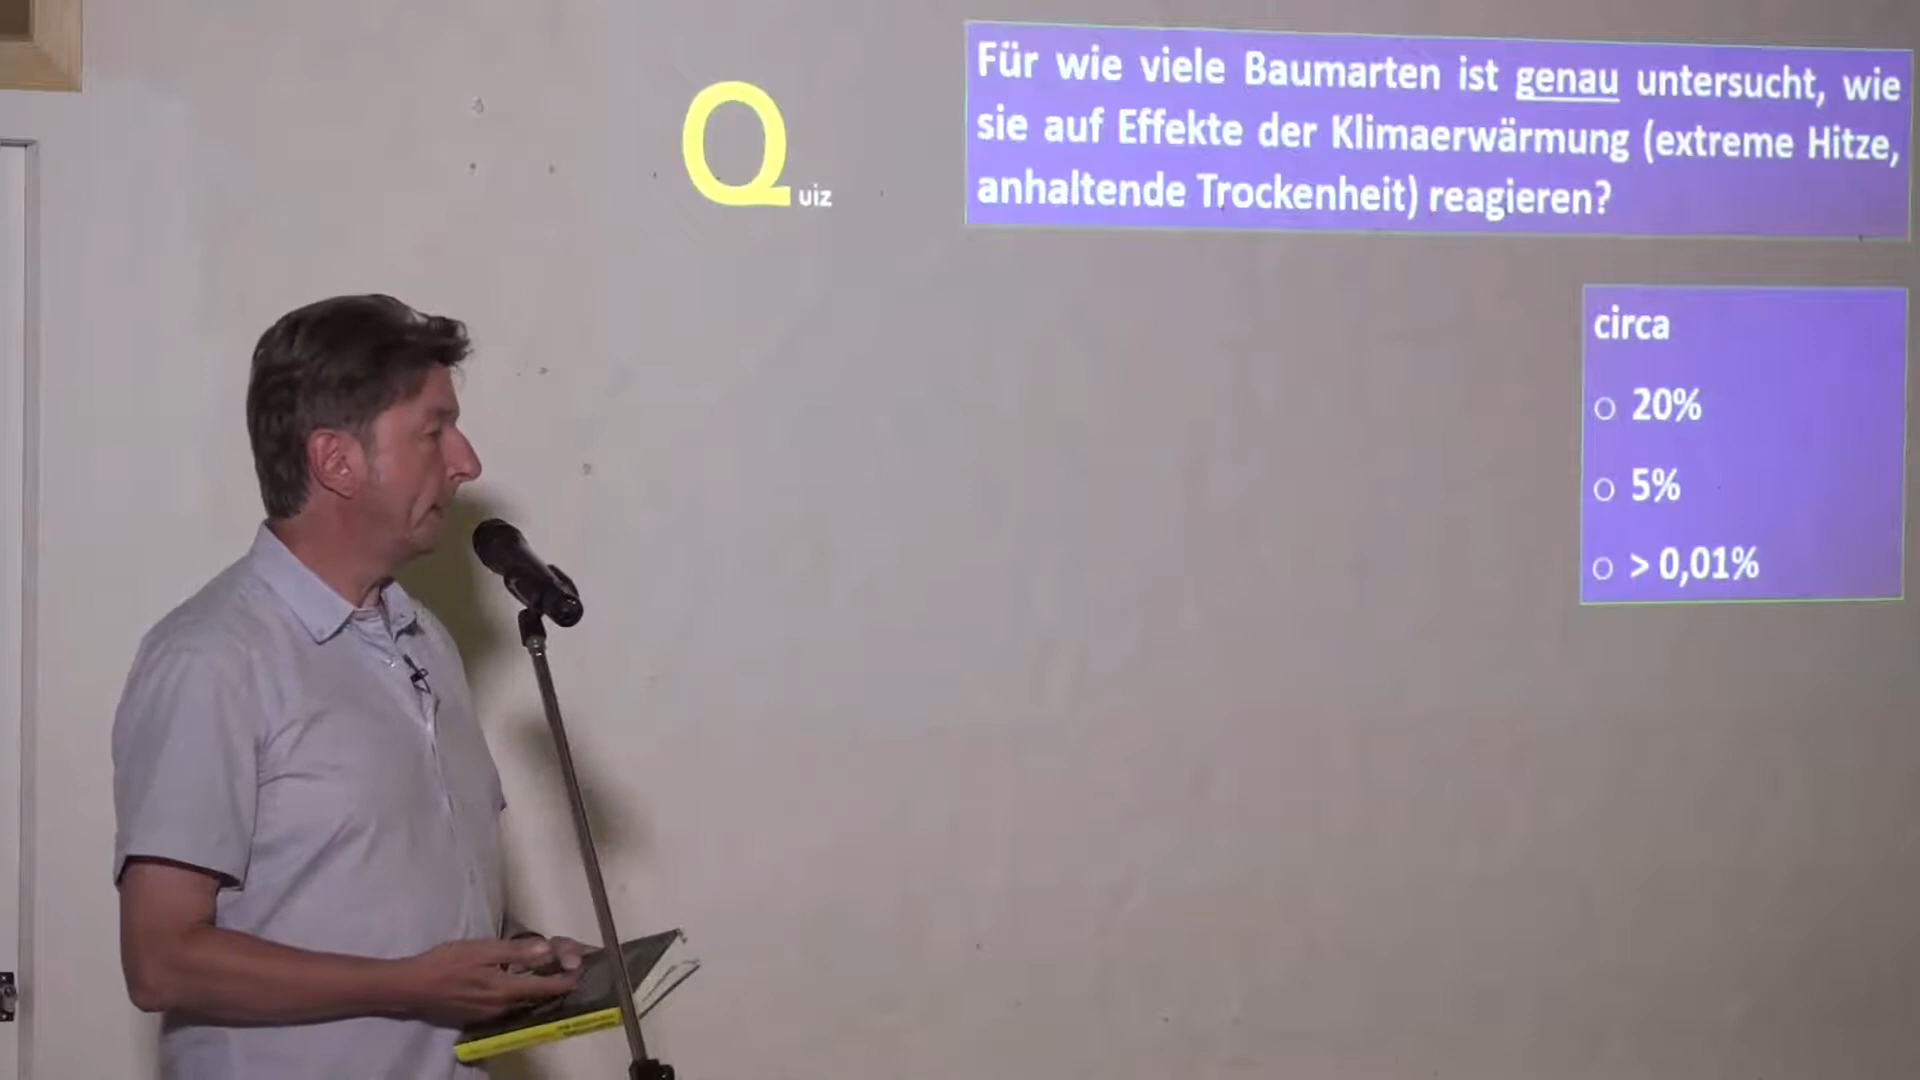 Quiz
Für wie viele Baumarten ist genau untersucht, wie
sie auf Effekte der Klimaerwärmung (extreme Hitze,
anhaltende Trockenheit) reagieren?
circa
○ 20%
○ 5%
○ > 0,01%